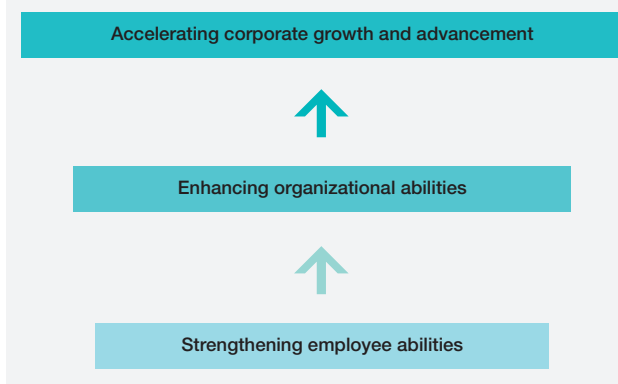 Accelerating corporate growth and advancement
Enhancing organizational abilities
Strengthening employee abilities